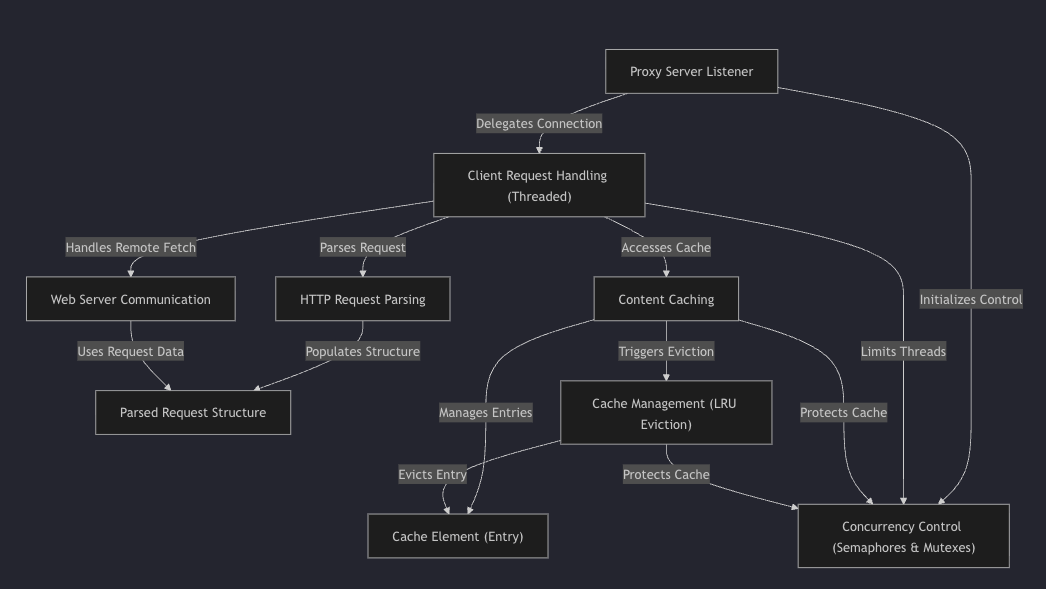 Proxy Server Listener
Delegates Connection
Client Request Handling
(Threaded)
Handles Remote Fetch
Parses Request
Accesses Cache
Web Server Communication
HTTP Request Parsing
Content Caching
Initializes Control
Uses Request Data
Populates Structure
Triggers Eviction
Limits Threads
Parsed Request Structure
Manages Entries
Cache Management (LRU
Eviction)
Protects Cache
Evicts Entry
Protects Cache
Cache Element (Entry)
Concurrency Control
(Semaphores & Mutexes)